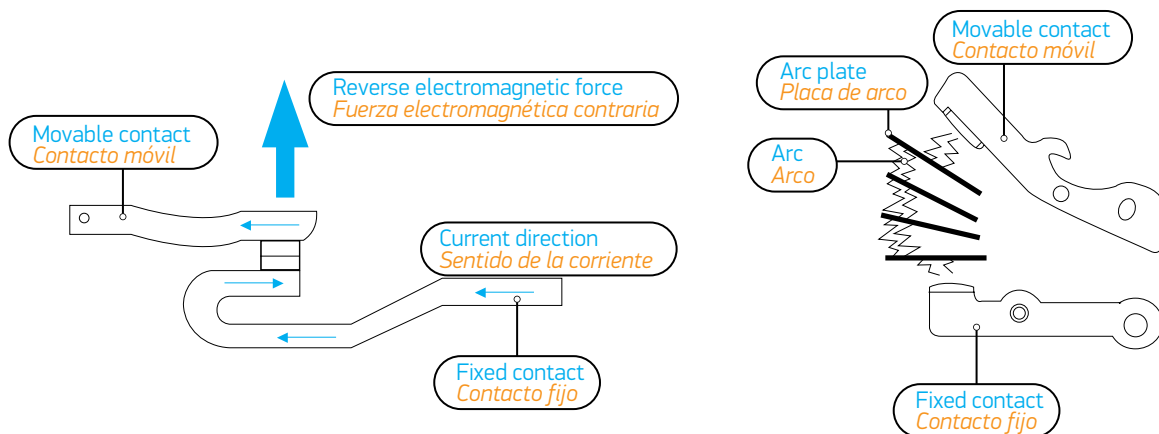 Reverse electromagnetic force
Fuerza electromagnética contraria
Movable contact
Contacto móvil
Current direction
Sentido de la corriente
Fixed contact
Contacto fijo
Movable contact
Contacto móvil
Arc plate
Placa de arco
Arc
Arco
Fixed contact
Contacto fijo